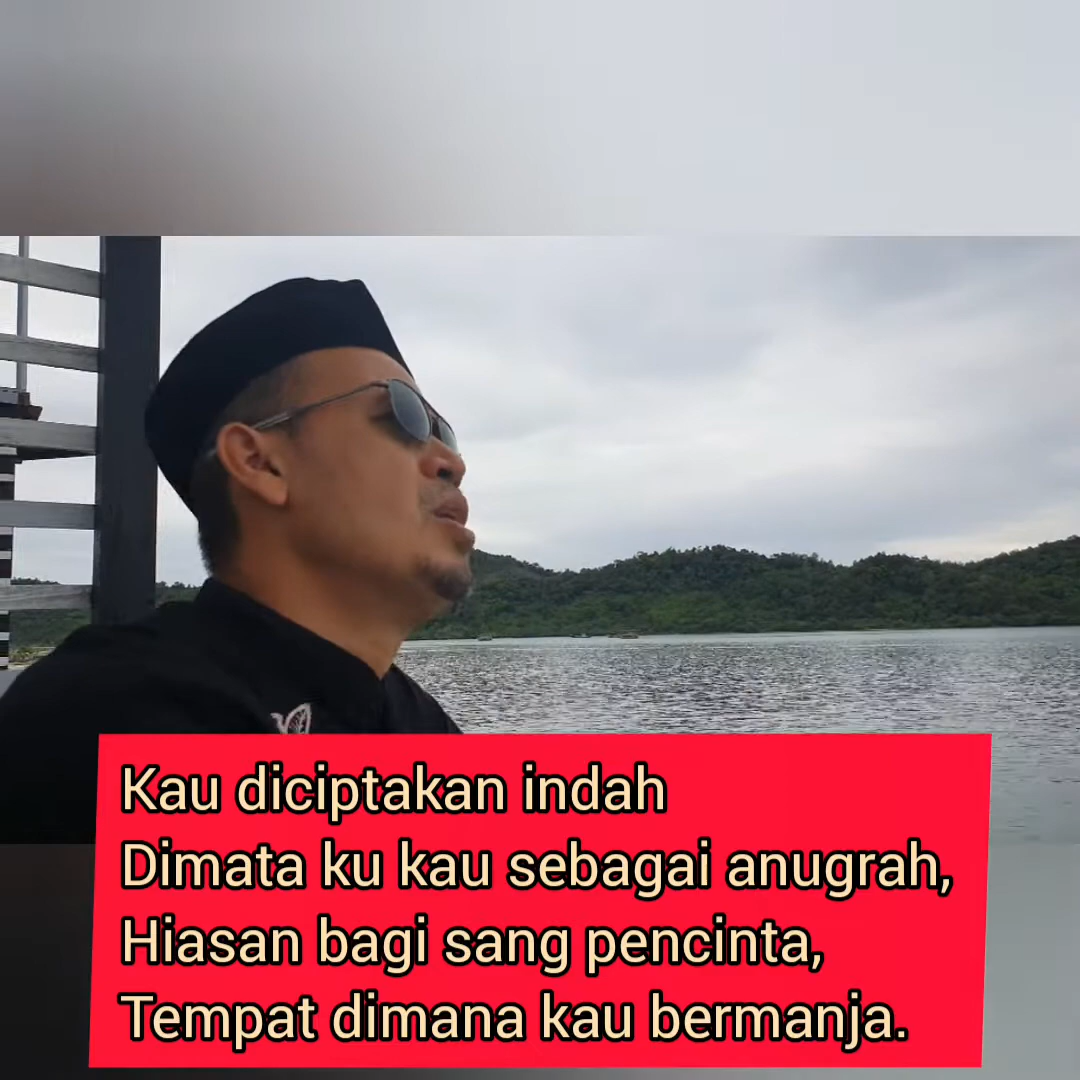 Kau diciptakan indah
Dimata ku kau sebagai anugrah,
Hiasan bagi sang pencinta,
Tempat dimana kau bermanja.